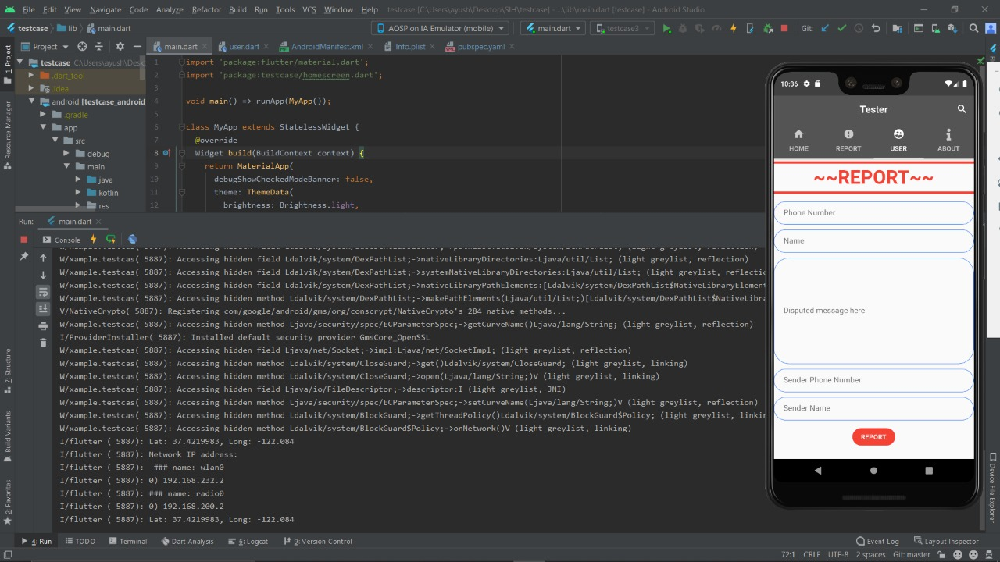 File Edit View Navigate Code Analyze Refactor Build Run Tools VCS Window Help testcase [C:\Users\ayush\Desktop\SIH\testcase] - ...\lib\main.dart [testcase] - Android Studio
testcase lib main.dart AOSP on IA Emulator (mobile) main.dart testcase3 Git:
Project main.dart user.dart AndroidManifest.xml Info.plist pubspec.yaml
testcase C:\Users\ayush\Deskt
.dart_tool
.idea
android [testcase_android
.gradle
app
src
debug
main
java
kotlin
res
1 import 'package:flutter/material.dart';
2 import 'package:testcase/homescreen.dart';
3
4 void main() => runApp(MyApp());
5
6 class MyApp extends StatelessWidget {
7 @override
8 Widget build(BuildContext context) {
9 return MaterialApp(
10 debugShowCheckedModeBanner: false,
11 theme: ThemeData(
12 brightness: Brightness.light,
1: Project
Resource Manager
7: Structure
Build Variants
2: Favorites
Run: main.dart
Console
W/xample.testcas( 5887): Accessing hidden field Ldalvik/system/DexPathList;->nativeLibraryDirectories:Ljava/util/List; (light greylist, reflection)
W/xample.testcas( 5887): Accessing hidden field Ldalvik/system/DexPathList;->systemNativeLibraryDirectories:Ljava/util/List; (light greylist, reflectio
W/xample.testcas( 5887): Accessing hidden field Ldalvik/system/DexPathList;->nativeLibraryPathElements:[Ldalvik/system/DexPathList$NativeLibraryElement
W/xample.testcas( 5887): Accessing hidden method Ldalvik/system/DexPathList;->makePathElements(Ljava/util/List;)[Ldalvik/system/DexPathList$NativeLibra
V/NativeCrypto( 5887): Registering com/google/android/gms/org/conscrypt/NativeCrypto's 284 native methods...
W/xample.testcas( 5887): Accessing hidden method Ljava/security/spec/ECParameterSpec;->getCurveName()Ljava/lang/String; (light greylist, reflection)
I/ProviderInstaller( 5887): Installed default security provider GmsCore_OpenSSL
W/xample.testcas( 5887): Accessing hidden field Ljava/net/Socket;->impl:Ljava/net/SocketImpl; (light greylist, reflection)
W/xample.testcas( 5887): Accessing hidden method Ldalvik/system/CloseGuard;->get()Ldalvik/system/CloseGuard; (light greylist, linking)
W/xample.testcas( 5887): Accessing hidden method Ldalvik/system/CloseGuard;->open(Ljava/lang/String;)V (light greylist, linking)
W/xample.testcas( 5887): Accessing hidden field Ljava/io/FileDescriptor;->descriptor:I (light greylist, JNI)
W/xample.testcas( 5887): Accessing hidden method Ljava/security/spec/ECParameterSpec;->setCurveName(Ljava/lang/String;)V (light greylist, reflection)
W/xample.testcas( 5887): Accessing hidden method Ldalvik/system/BlockGuard;->getThreadPolicy()Ldalvik/system/BlockGuard$Policy; (light greylist, linkin
W/xample.testcas( 5887): Accessing hidden method Ldalvik/system/BlockGuard$Policy;->onNetwork()V (light greylist, linking)
I/flutter ( 5887): Lat: 37.4219983, Long: -122.084
I/flutter ( 5887): Network IP address:
I/flutter ( 5887): ### name: wlan0
I/flutter ( 5887): 0) 192.168.232.2
I/flutter ( 5887): ### name: radio0
I/flutter ( 5887): 0) 192.168.200.2
I/flutter ( 5887): Lat: 37.4219983, Long: -122.084
10:36
Tester
HOME REPORT USER ABOUT
~~REPORT~~
Phone Number
Name
Disputed message here
Sender Phone Number
Sender Name
REPORT
Device File Explorer
4: Run TODO Terminal Dart Analysis 6: Logcat 9: Version Control Event Log Layout Inspector
72:1 CRLF UTF-8 2 spaces Git: master